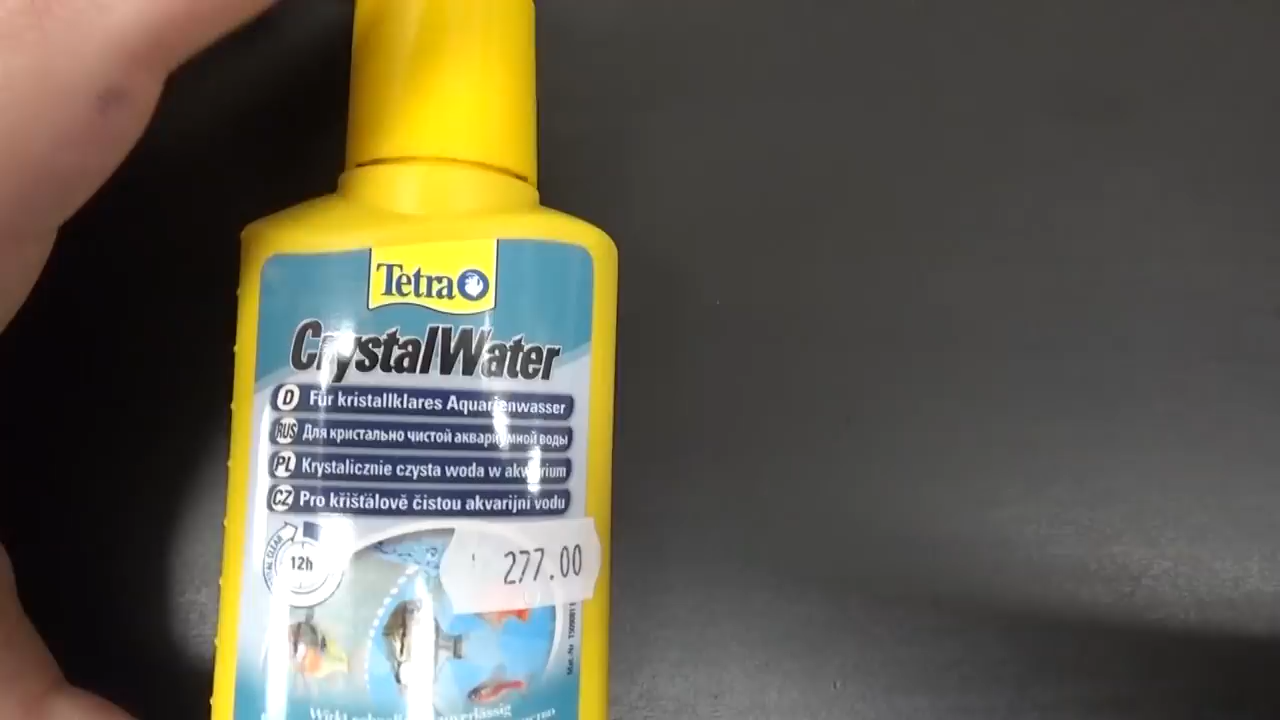 Tetra
CrystalWater
D Für kristallklares Aquarienwasser
RUS Для кристально чистой аквариумной воды
PL Krystalicznie czysta woda w akwarium
CZ Pro křišťálově čistou akvarijní vodu
12h
277.00